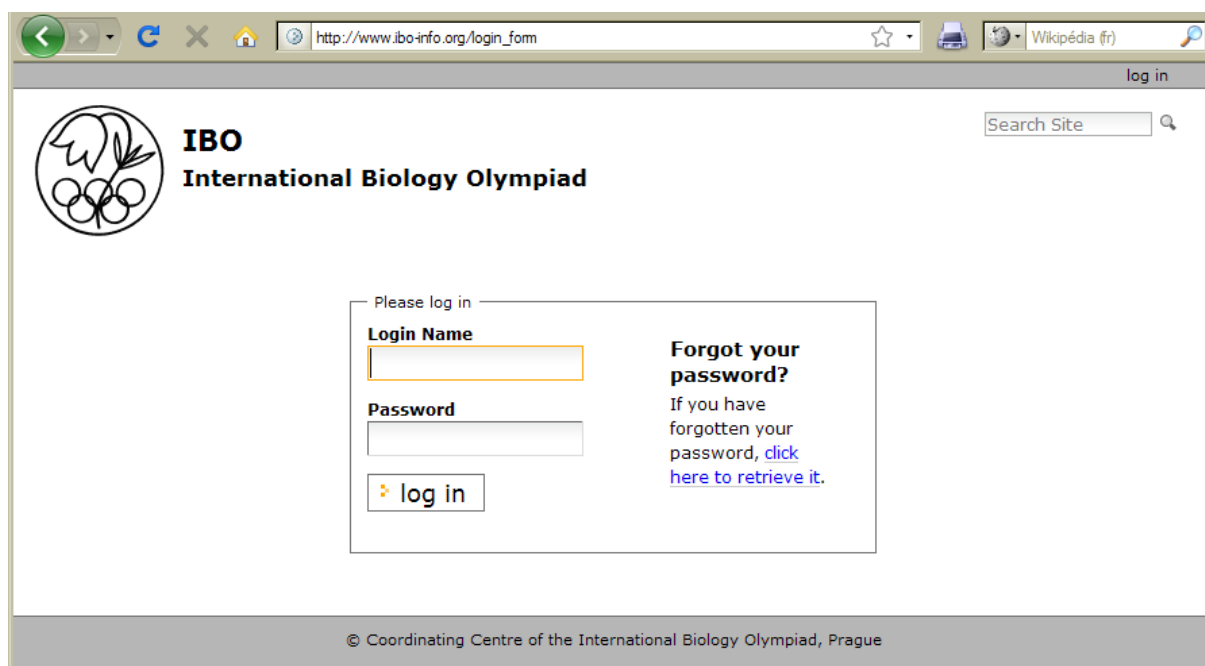 http://www.ibo-info.org/login_form
Wikipédia (fr)
log in
Search Site
IBO
International Biology Olympiad
Please log in
Login Name
Password
log in
Forgot your
password?
If you have
forgotten your
password, click
here to retrieve it.
© Coordinating Centre of the International Biology Olympiad, Prague